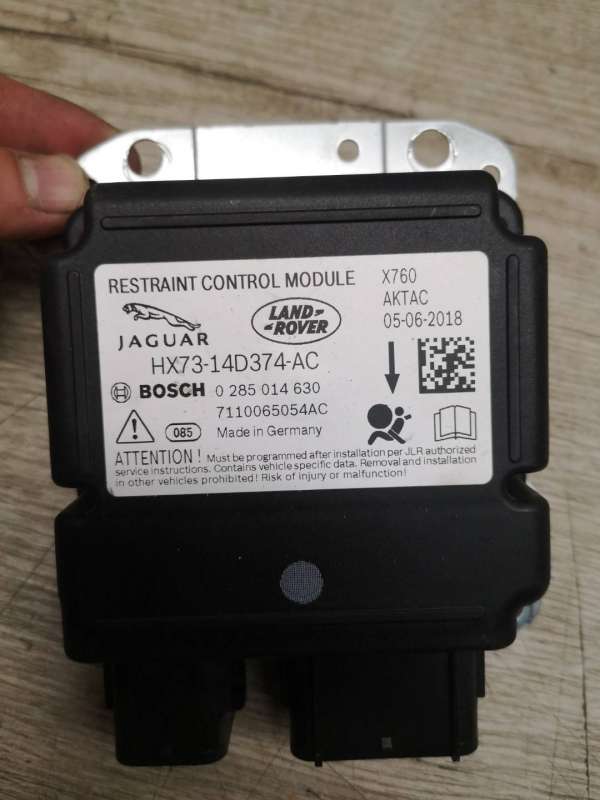 RESTRAINT CONTROL MODULE
X760
AKTAC
05-06-2018
JAGUAR
LAND ROVER
HX73-14D374-AC
BOSCH 0 285 014 630
7110065054AC
085 Made in Germany
ATTENTION! Must be programmed after installation per JLR authorized
service instructions. Contains vehicle specific data. Removal and installation
in other vehicles prohibited! Risk of injury or malfunction!